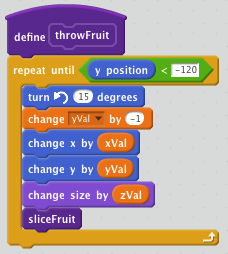 define throwFruit
repeat until y position < -120
turn 15 degrees
change yVal by -1
change x by xVal
change y by yVal
change size by zVal
sliceFruit